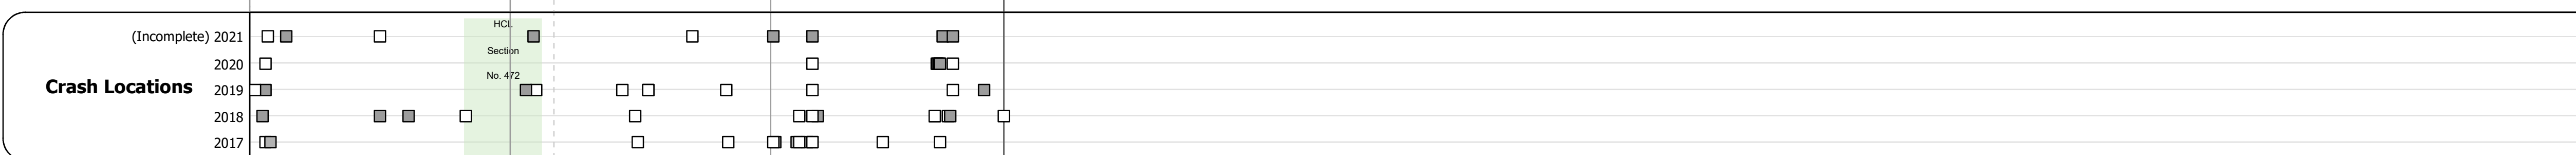 HCL
(Incomplete) 2021
Section
2020
No. 472
Crash Locations
2019
2018
2017